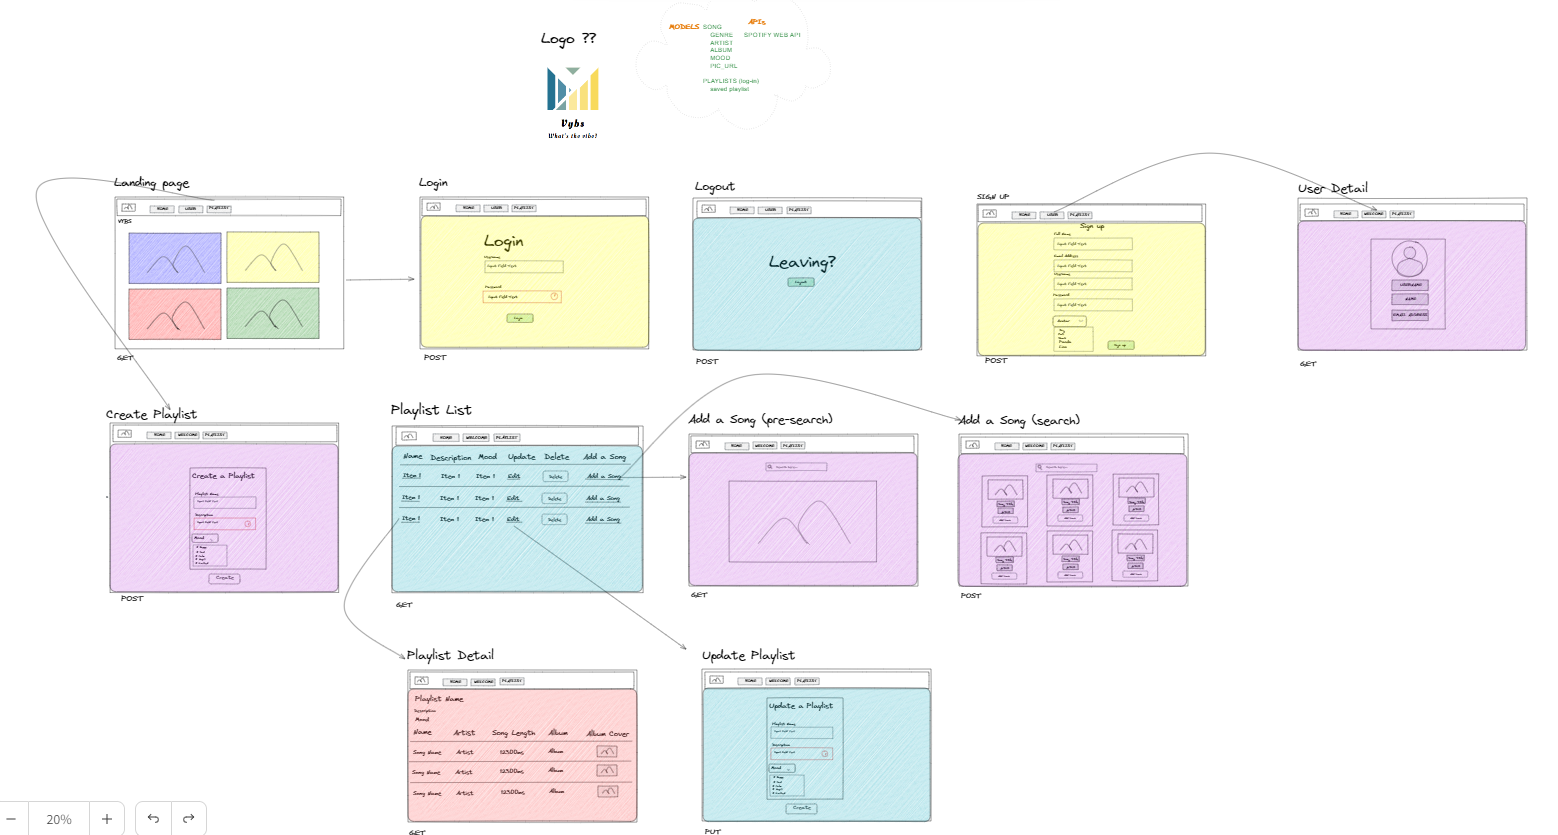 Logo ??
MODELS SONG
APIs
GENRE SPOTIFY WEB API
ARTIST
ALBUM
MOOD
PIC_URL
PLAYLISTS (log-in)
saved playlist
Vybs
What's the vibe?
Landing page
HOME USER PLAYLIST
VYBS
GET
Login
HOME USER PLAYLIST
Login
Username
Input Field Text
Password
Input Field Text
Login
POST
Logout
HOME USER PLAYLIST
Leaving?
Logout
POST
SIGN UP
HOME USER PLAYLIST
Sign up
Full Name
Input Field Text
Email Address
Input Field Text
Username
Input Field Text
Password
Input Field Text
Sign up
POST
User Detail
HOME WELCOME PLAYLIST
USERNAME
NAME
EMAIL ADDRESS
GET
Create Playlist
HOME WELCOME PLAYLIST
Create a Playlist
Playlist Name
Input Field Text
Description
Input Field Text
Mood
Create
POST
Playlist List
HOME WELCOME PLAYLIST
Name Description Mood Update Delete Add a Song
Item 1 Item 1 Item 1 Edit Delete Add a Song
Item 1 Item 1 Item 1 Edit Delete Add a Song
Item 1 Item 1 Item 1 Edit Delete Add a Song
GET
Add a Song (pre-search)
HOME WELCOME PLAYLIST
GET
Add a Song (search)
HOME WELCOME PLAYLIST
POST
Playlist Detail
HOME WELCOME PLAYLIST
Playlist Name
Description
Mood
Name Artist Song Length Album Album Cover
Song Name Artist 12300ms Album
Song Name Artist 12300ms Album
Song Name Artist 12300ms Album
GET
Update Playlist
HOME WELCOME PLAYLIST
Update a Playlist
Playlist Name
Input Field Text
Description
Input Field Text
Mood
Create
PUT
20%